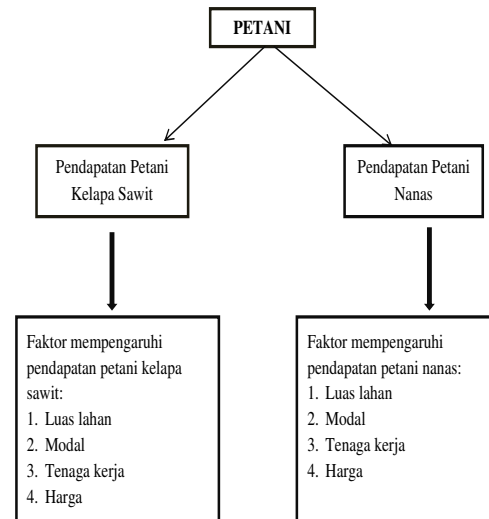 PETANI
Pendapatan Petani
Kelapa Sawit
Pendapatan Petani
Nanas
Faktor mempengaruhi
pendapatan petani kelapa
sawit:
1. Luas lahan
2. Modal
3. Tenaga kerja
4. Harga
Faktor mempengaruhi
pendapatan petani nanas:
1. Luas lahan
2. Modal
3. Tenaga kerja
4. Harga